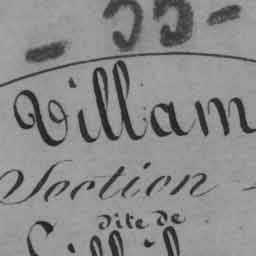 - 55 -
Villam
Section
dite de